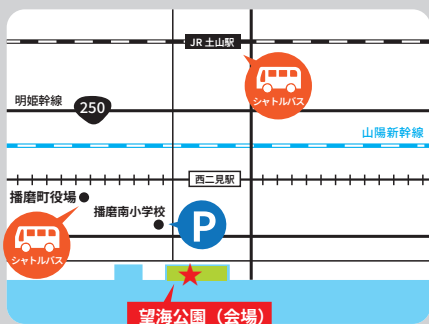 JR 土山駅
シャトルバス
明姫幹線
250
山陽新幹線
西二見駅
播磨町役場
播磨南小学校
P
シャトルバス
望海公園（会場）